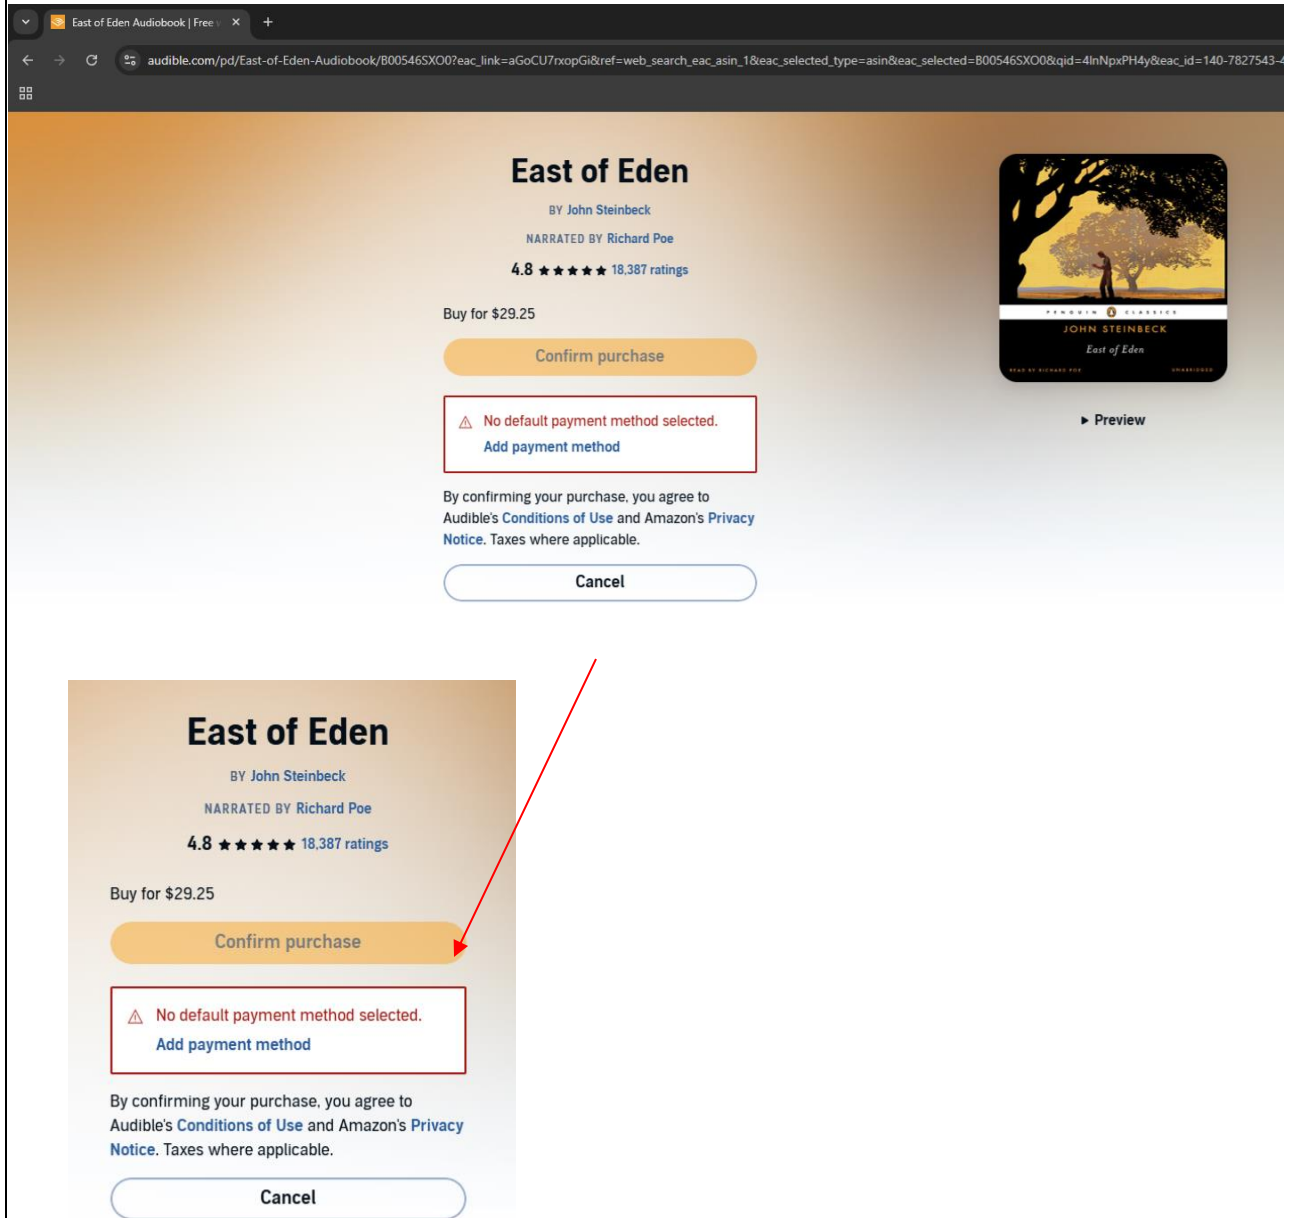 East of Eden Audiobook | Free
audible.com/pd/East-of-Eden-Audiobook/B00546SXO0?eac_link=aGoCU7rxopGi&ref=web_search_eac_asin_1&eac_selected_type=asin&eac_selected=B00546SXO0&qid=4lnNpxPH4y&eac_id=140-7827543-4
East of Eden
BY John Steinbeck
NARRATED BY Richard Poe
4.8 ★★★★★ 18,387 ratings
Buy for $29.25
Confirm purchase
No default payment method selected.
Add payment method
By confirming your purchase, you agree to
Audible's Conditions of Use and Amazon's Privacy
Notice. Taxes where applicable.
Cancel
PENGUIN CLASSICS
JOHN STEINBECK
East of Eden
READ BY RICHARD POE UNABRIDGED
Preview
East of Eden
BY John Steinbeck
NARRATED BY Richard Poe
4.8 ★★★★★ 18,387 ratings
Buy for $29.25
Confirm purchase
No default payment method selected.
Add payment method
By confirming your purchase, you agree to
Audible's Conditions of Use and Amazon's Privacy
Notice. Taxes where applicable.
Cancel